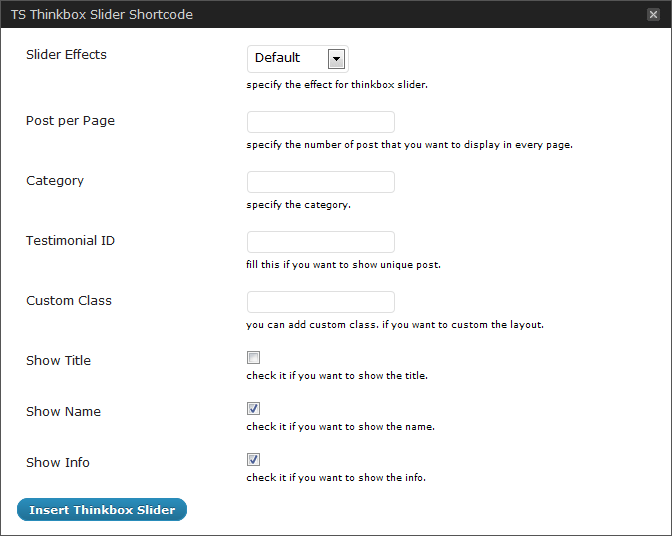 TS Thinkbox Slider Shortcode
Slider Effects
Default
specify the effect for thinkbox slider.
Post per Page
specify the number of post that you want to display in every page.
Category
specify the category.
Testimonial ID
fill this if you want to show unique post.
Custom Class
you can add custom class. if you want to custom the layout.
Show Title
check it if you want to show the title.
Show Name
check it if you want to show the name.
Show Info
check it if you want to show the info.
Insert Thinkbox Slider